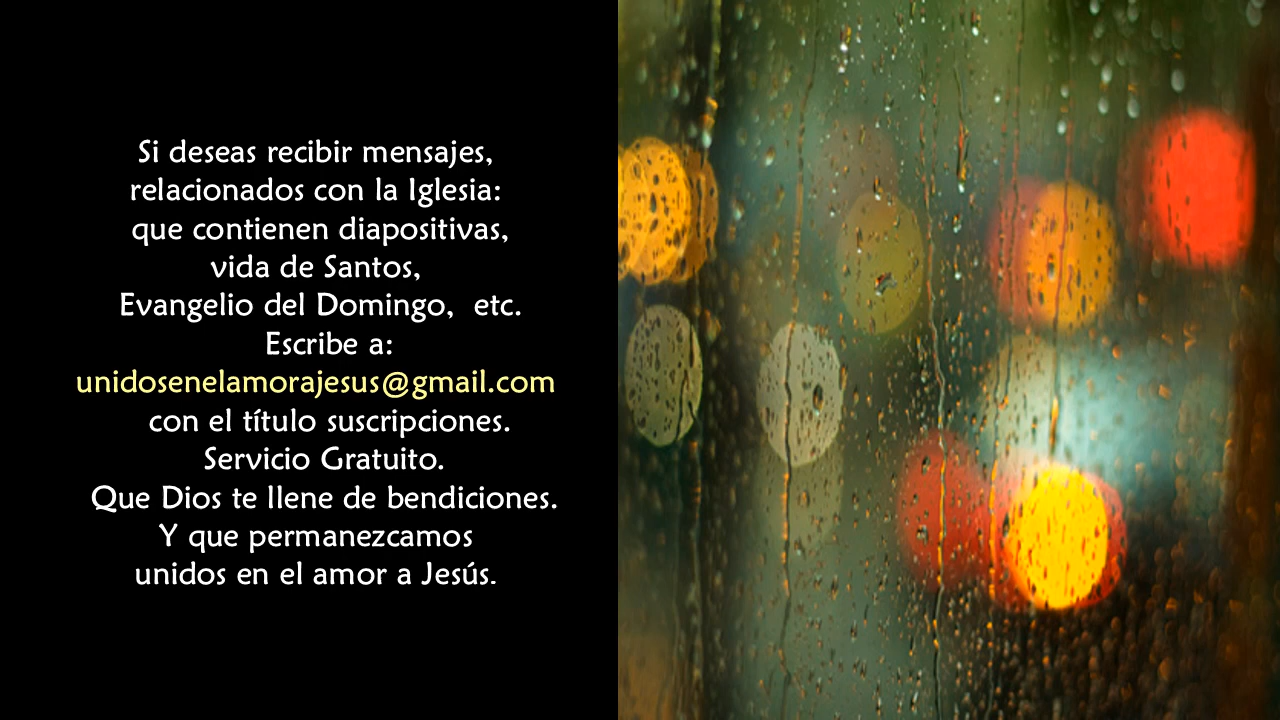 Si deseas recibir mensajes,
relacionados con la Iglesia:
que contienen diapositivas,
vida de Santos,
Evangelio del Domingo,  etc.
Escribe a:
unidosenelamorajesus@gmail.com
con el título suscripciones.
Servicio Gratuito.
Que Dios te llene de bendiciones.
Y que permanezcamos
unidos en el amor a Jesús.